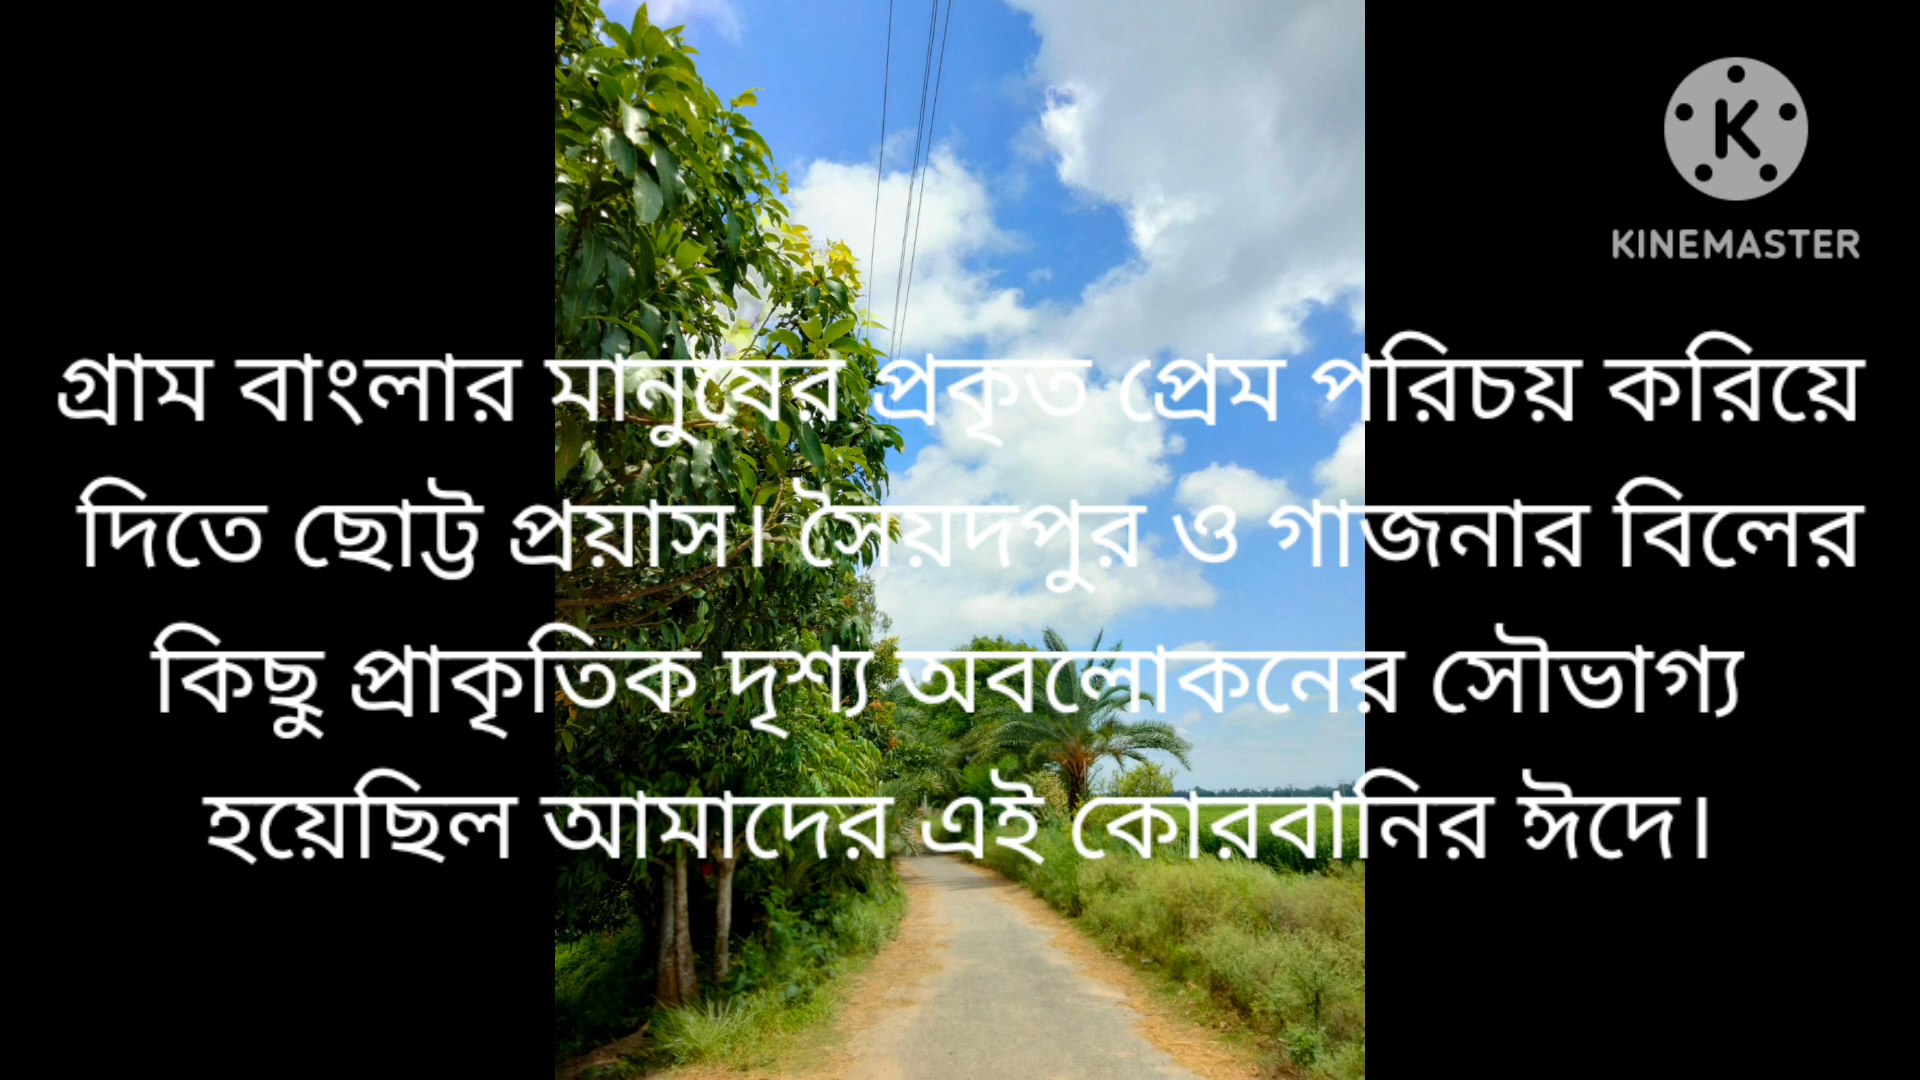 K
KINEMASTER
গ্রাম বাংলার মানুষের প্রকৃত প্রেম পরিচয় করিয়ে
দিতে ছোট্ট প্রয়াস। সৈয়দপুর ও গাজনার বিলের
কিছু প্রাকৃতিক দৃশ্য অবলোকনের সৌভাগ্য
হয়েছিল আমাদের এই কোরবানির ঈদে।